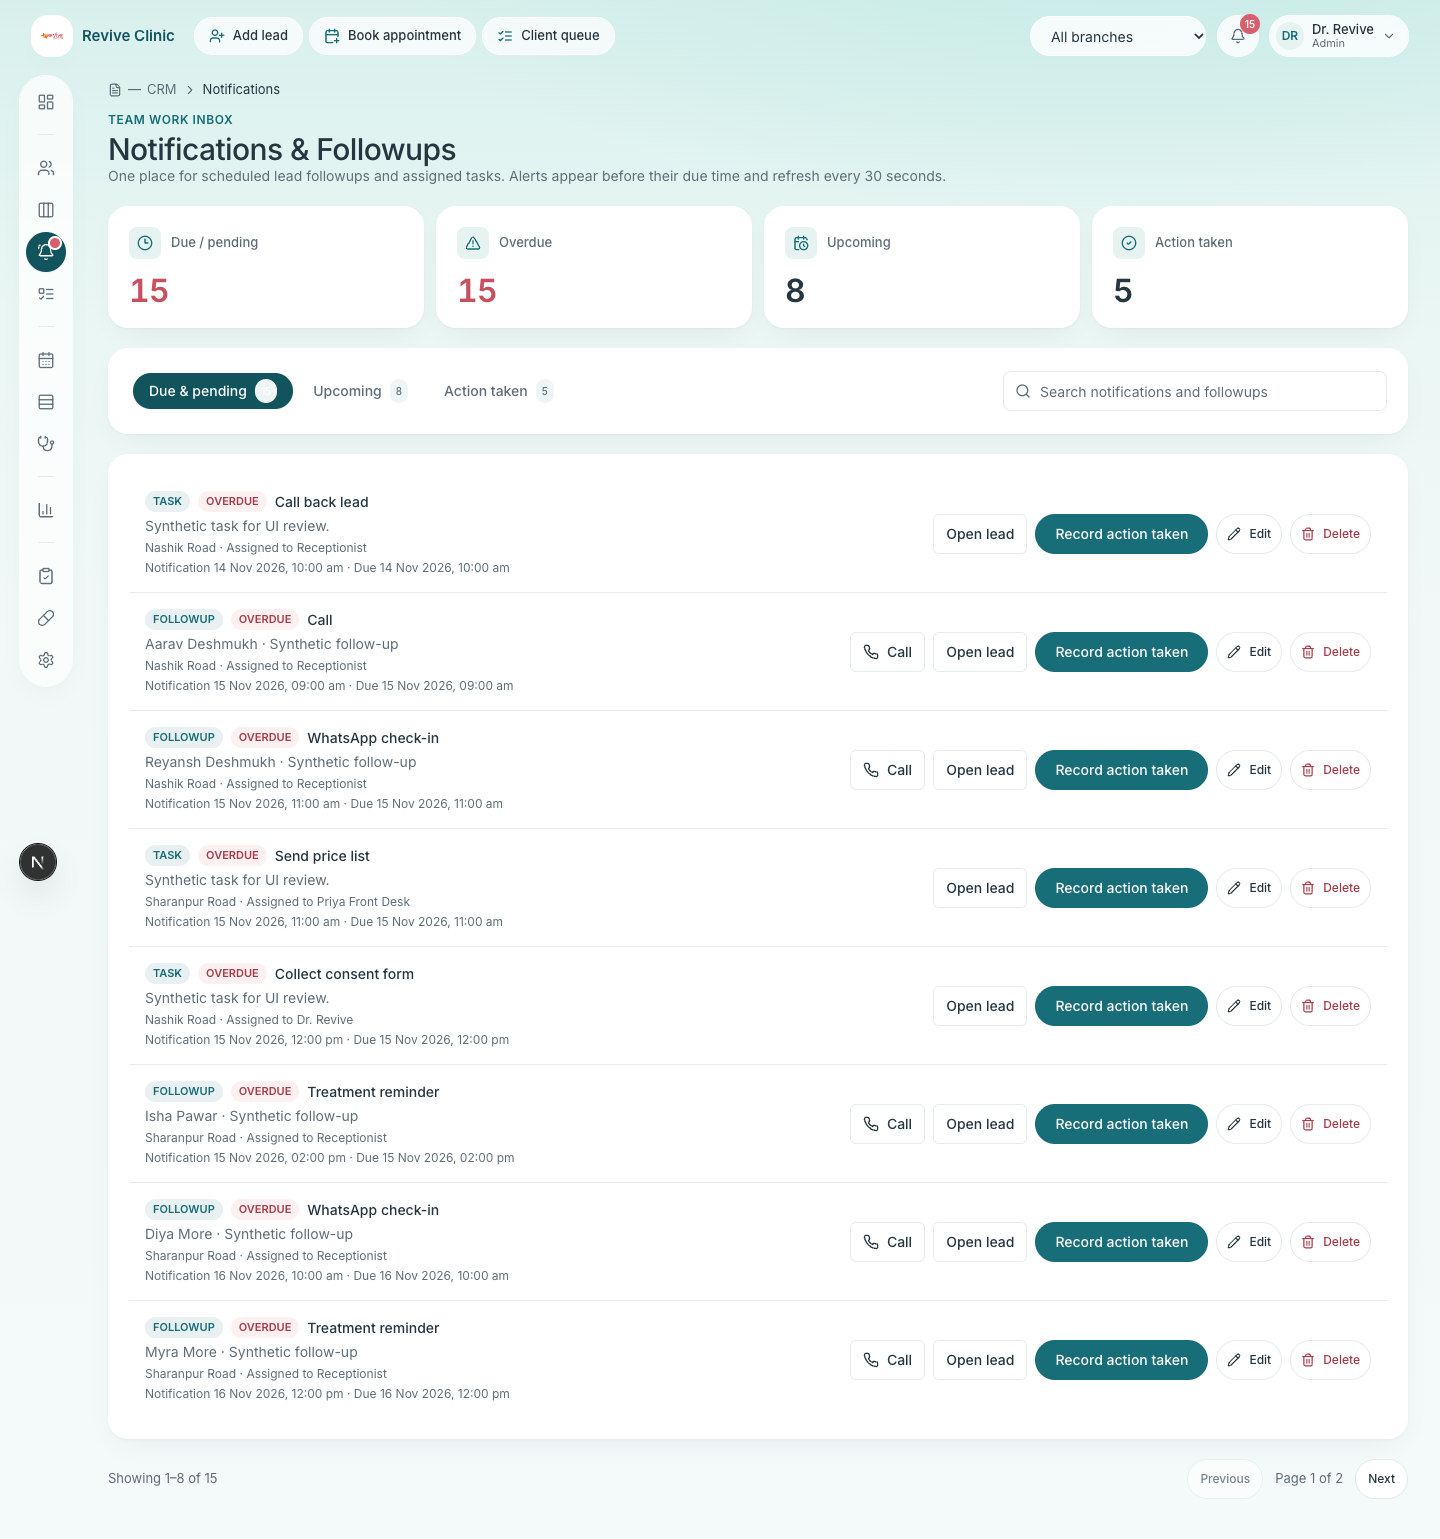 Revive Clinic
Add lead
Book appointment
Client queue
All branches
15
DR
Dr. Revive
Admin
— CRM > Notifications
TEAM WORK INBOX
Notifications & Followups
One place for scheduled lead followups and assigned tasks. Alerts appear before their due time and refresh every 30 seconds.
Due / pending
15
Overdue
15
Upcoming
8
Action taken
5
Due & pending
Upcoming 8
Action taken 5
Search notifications and followups
TASK OVERDUE Call back lead
Synthetic task for UI review.
Nashik Road · Assigned to Receptionist
Notification 14 Nov 2026, 10:00 am · Due 14 Nov 2026, 10:00 am
Open lead Record action taken Edit Delete
FOLLOWUP OVERDUE Call
Aarav Deshmukh · Synthetic follow-up
Nashik Road · Assigned to Receptionist
Notification 15 Nov 2026, 09:00 am · Due 15 Nov 2026, 09:00 am
Call Open lead Record action taken Edit Delete
FOLLOWUP OVERDUE WhatsApp check-in
Reyansh Deshmukh · Synthetic follow-up
Nashik Road · Assigned to Receptionist
Notification 15 Nov 2026, 11:00 am · Due 15 Nov 2026, 11:00 am
Call Open lead Record action taken Edit Delete
TASK OVERDUE Send price list
Synthetic task for UI review.
Sharanpur Road · Assigned to Priya Front Desk
Notification 15 Nov 2026, 11:00 am · Due 15 Nov 2026, 11:00 am
Open lead Record action taken Edit Delete
TASK OVERDUE Collect consent form
Synthetic task for UI review.
Nashik Road · Assigned to Dr. Revive
Notification 15 Nov 2026, 12:00 pm · Due 15 Nov 2026, 12:00 pm
Open lead Record action taken Edit Delete
FOLLOWUP OVERDUE Treatment reminder
Isha Pawar · Synthetic follow-up
Sharanpur Road · Assigned to Receptionist
Notification 15 Nov 2026, 02:00 pm · Due 15 Nov 2026, 02:00 pm
Call Open lead Record action taken Edit Delete
FOLLOWUP OVERDUE WhatsApp check-in
Diya More · Synthetic follow-up
Sharanpur Road · Assigned to Receptionist
Notification 16 Nov 2026, 10:00 am · Due 16 Nov 2026, 10:00 am
Call Open lead Record action taken Edit Delete
FOLLOWUP OVERDUE Treatment reminder
Myra More · Synthetic follow-up
Sharanpur Road · Assigned to Receptionist
Notification 16 Nov 2026, 12:00 pm · Due 16 Nov 2026, 12:00 pm
Call Open lead Record action taken Edit Delete
Showing 1–8 of 15
Previous Page 1 of 2 Next